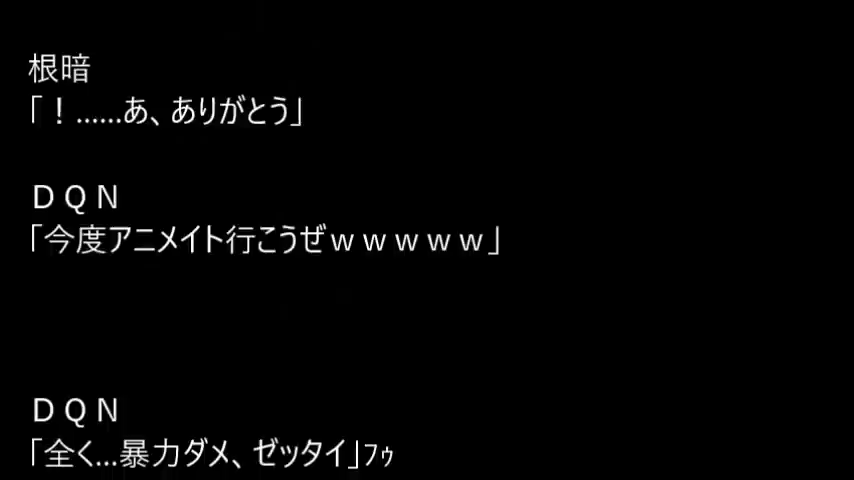 根暗
「！……あ、ありがとう」
ＤＱＮ
「今度アニメイト行こうぜｗｗｗｗｗ」
ＤＱＮ
「全く…暴力ダメ、ゼッタイ」ﾌｩ